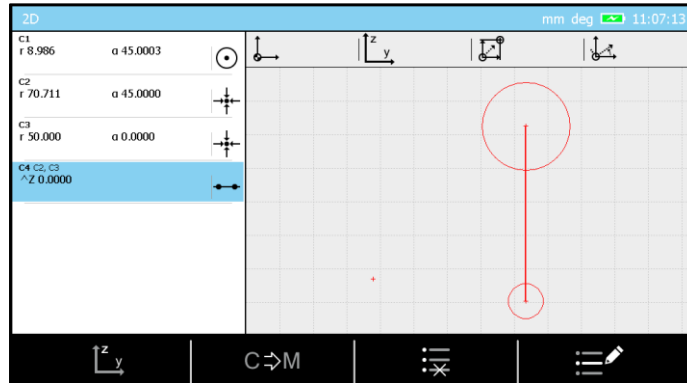 2D
mm deg 11:07:13
C1
r 8.986 α 45.0003
C2
r 70.711 α 45.0000
C3
r 50.000 α 0.0000
C4 C2, C3
^Z 0.0000
z
y
z
y
C⇒M